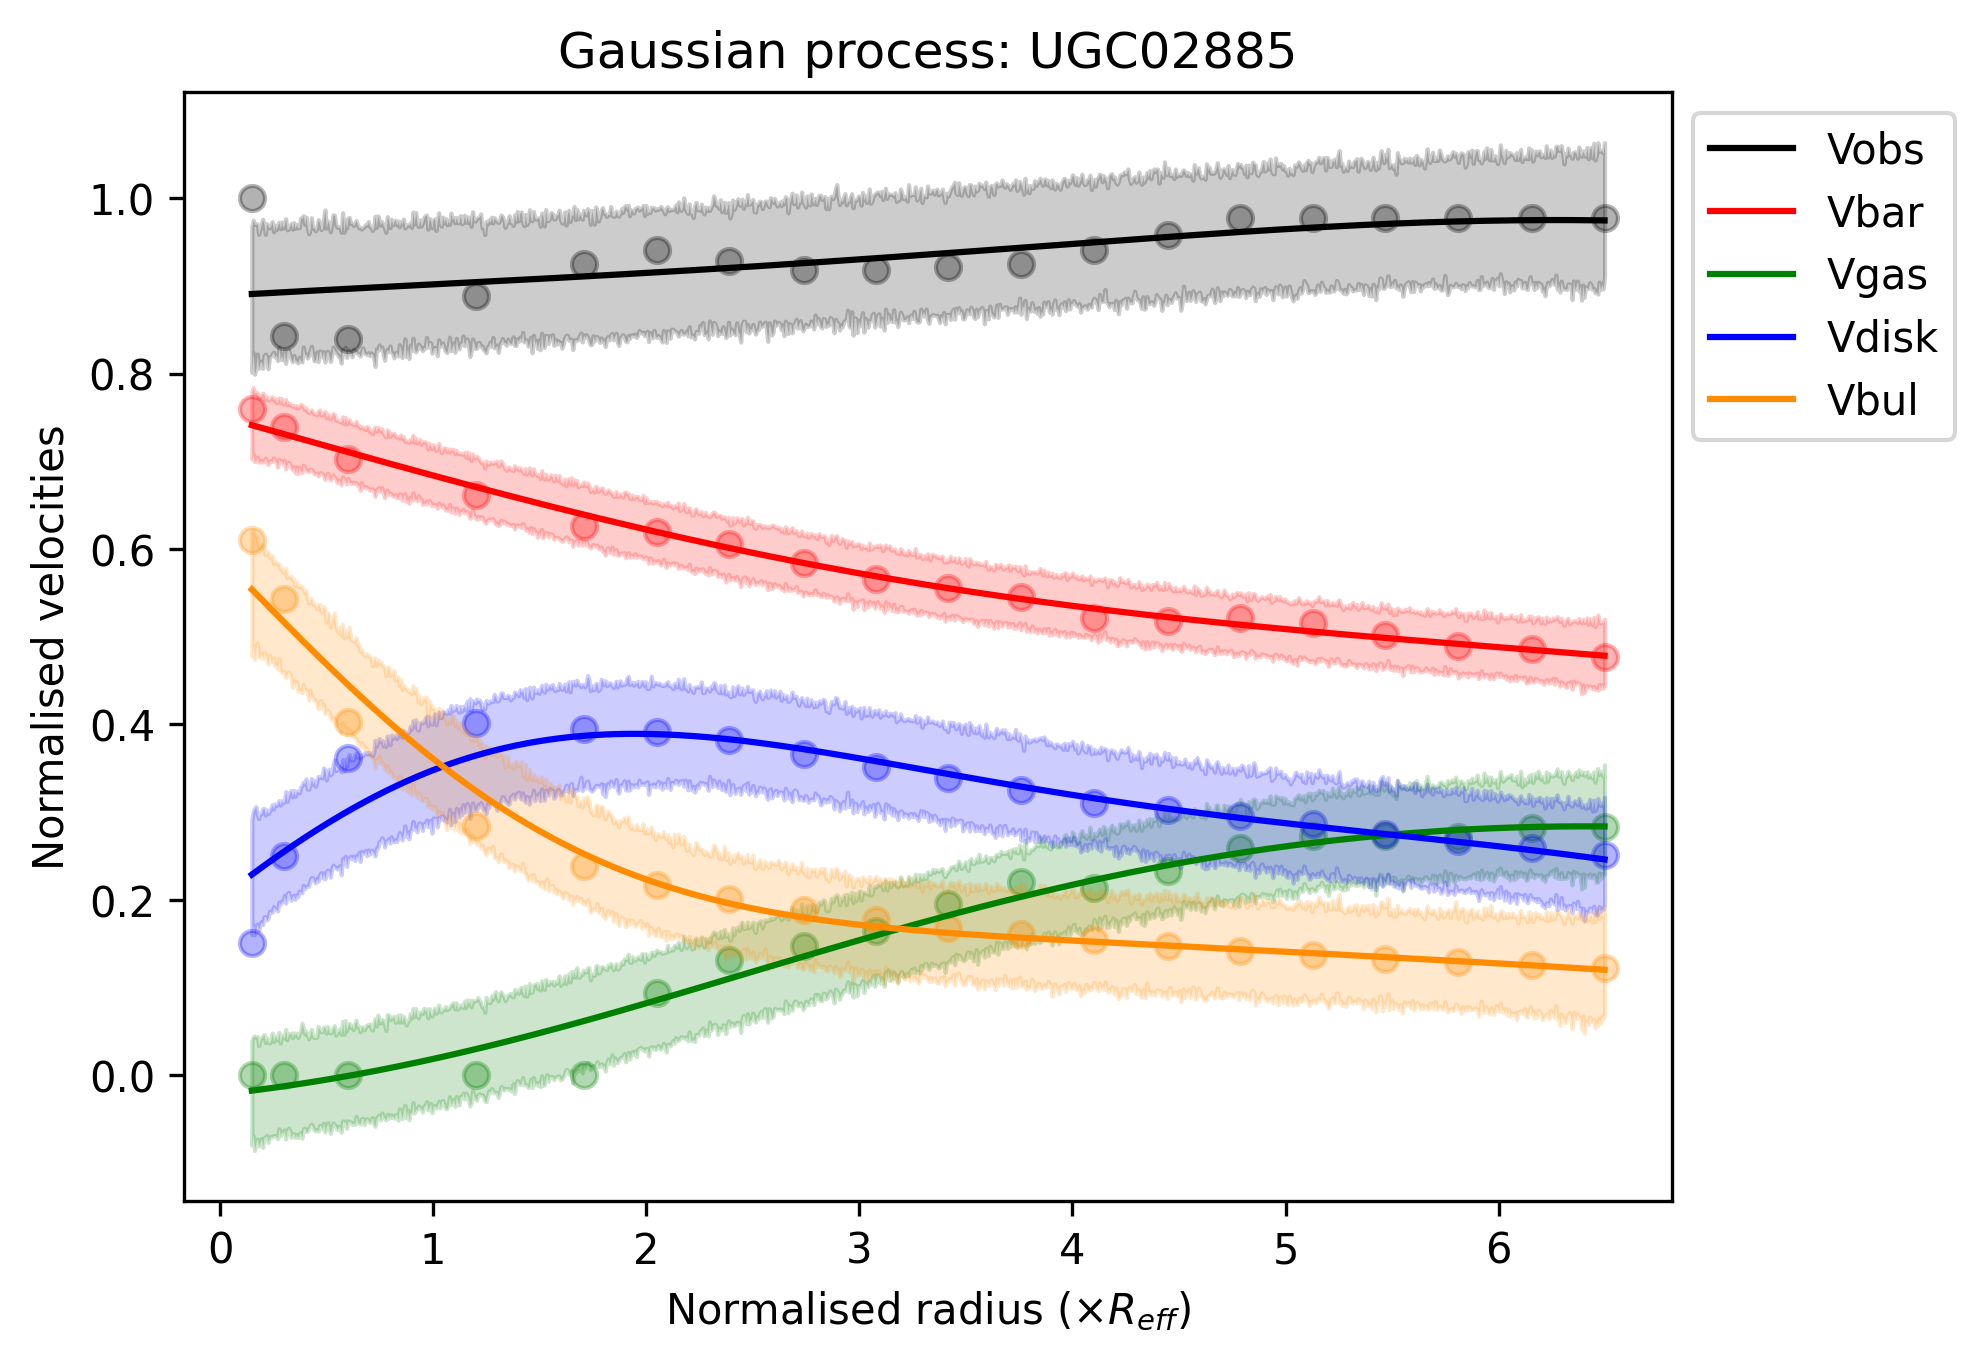 Gaussian process: UGC02885
Normalised velocities
1.0
0.8
0.6
0.4
0.2
0.0
0 1 2 3 4 5 6
Normalised radius (×R_eff)
Vobs
Vbar
Vgas
Vdisk
Vbul